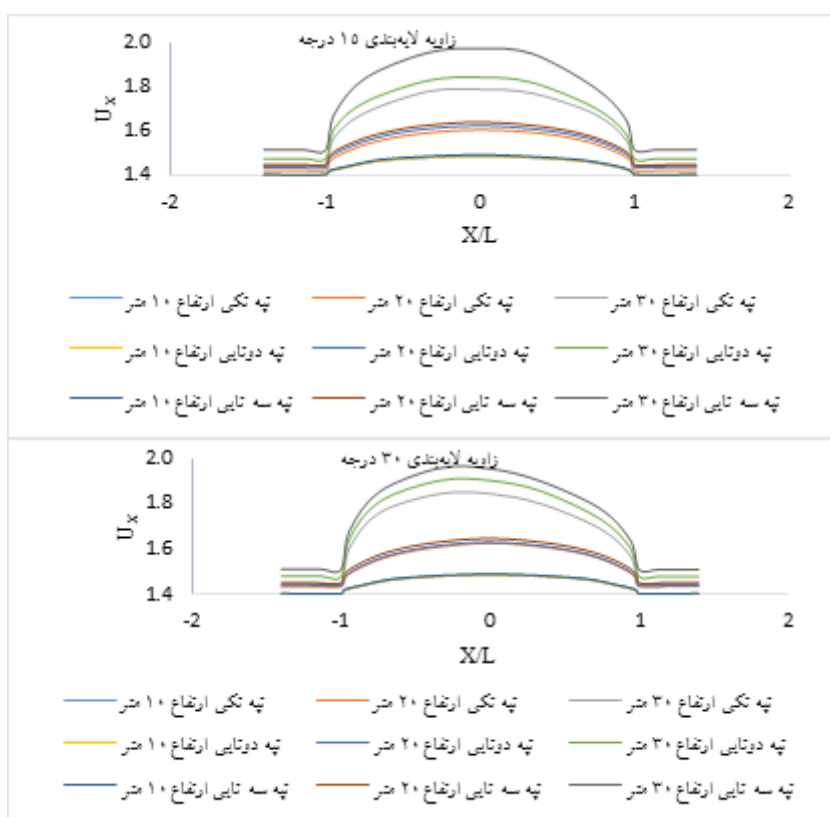 زاویه لایه‌بندی ۱۵ درجه
2.0
1.8
1.6
1.4
Ux
-2 -1 0 1 2
X/L
تپه تکی ارتفاع ۱۰ متر تپه تکی ارتفاع ۲۰ متر تپه تکی ارتفاع ۳۰ متر
تپه دوتایی ارتفاع ۱۰ متر تپه دوتایی ارتفاع ۲۰ متر تپه دوتایی ارتفاع ۳۰ متر
تپه سه تایی ارتفاع ۱۰ متر تپه سه تایی ارتفاع ۲۰ متر تپه سه تایی ارتفاع ۳۰ متر
زاویه لایه‌بندی ۳۰ درجه
2.0
1.8
1.6
1.4
Ux
-2 -1 0 1 2
X/L
تپه تکی ارتفاع ۱۰ متر تپه تکی ارتفاع ۲۰ متر تپه تکی ارتفاع ۳۰ متر
تپه دوتایی ارتفاع ۱۰ متر تپه دوتایی ارتفاع ۲۰ متر تپه دوتایی ارتفاع ۳۰ متر
تپه سه تایی ارتفاع ۱۰ متر تپه سه تایی ارتفاع ۲۰ متر تپه سه تایی ارتفاع ۳۰ متر